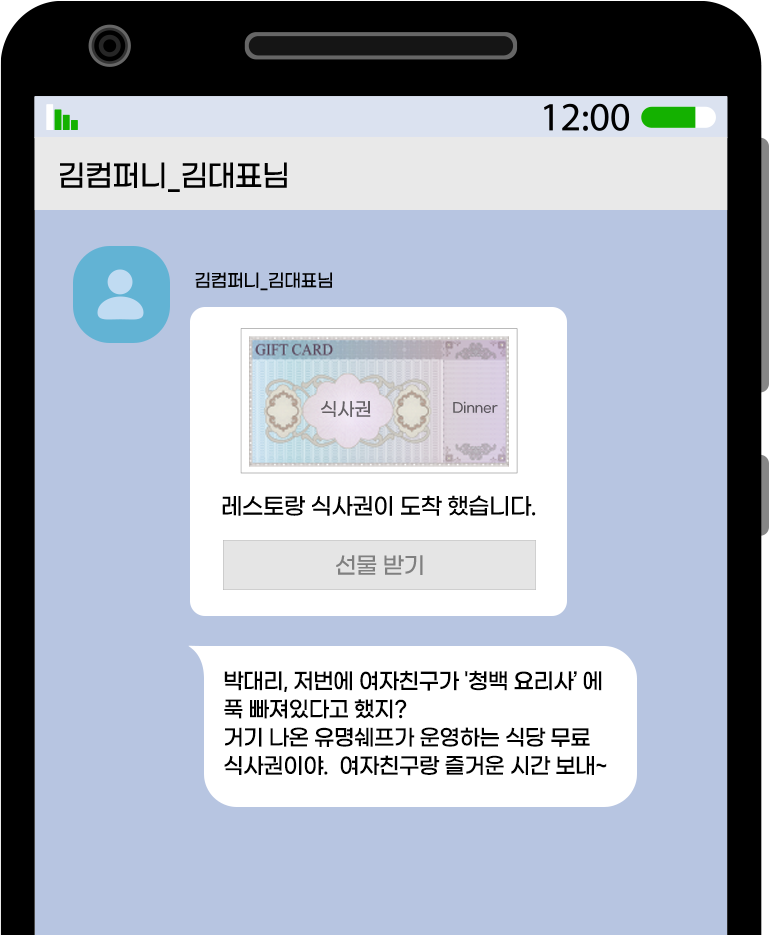 12:00
김컴퍼니_김대표님
김컴퍼니_김대표님
GIFT CARD
식사권
Dinner
레스토랑 식사권이 도착 했습니다.
선물 받기
박대리, 저번에 여자친구가 '청백 요리사' 에
푹 빠져있다고 했지?
거기 나온 유명쉐프가 운영하는 식당 무료
식사권이야.  여자친구랑 즐거운 시간 보내~